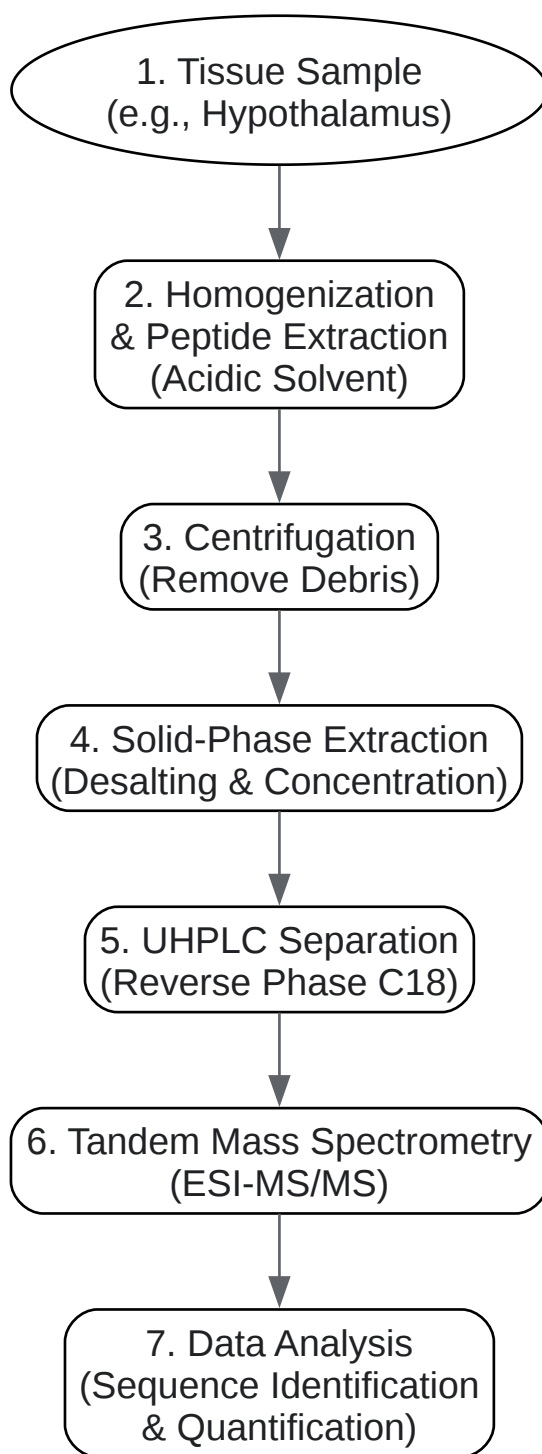 1. Tissue Sample
(e.g., Hypothalamus)
2. Homogenization
& Peptide Extraction
(Acidic Solvent)
3. Centrifugation
(Remove Debris)
4. Solid-Phase Extraction
(Desalting & Concentration)
5. UHPLC Separation
(Reverse Phase C18)
6. Tandem Mass Spectrometry
(ESI-MS/MS)
7. Data Analysis
(Sequence Identification
& Quantification)